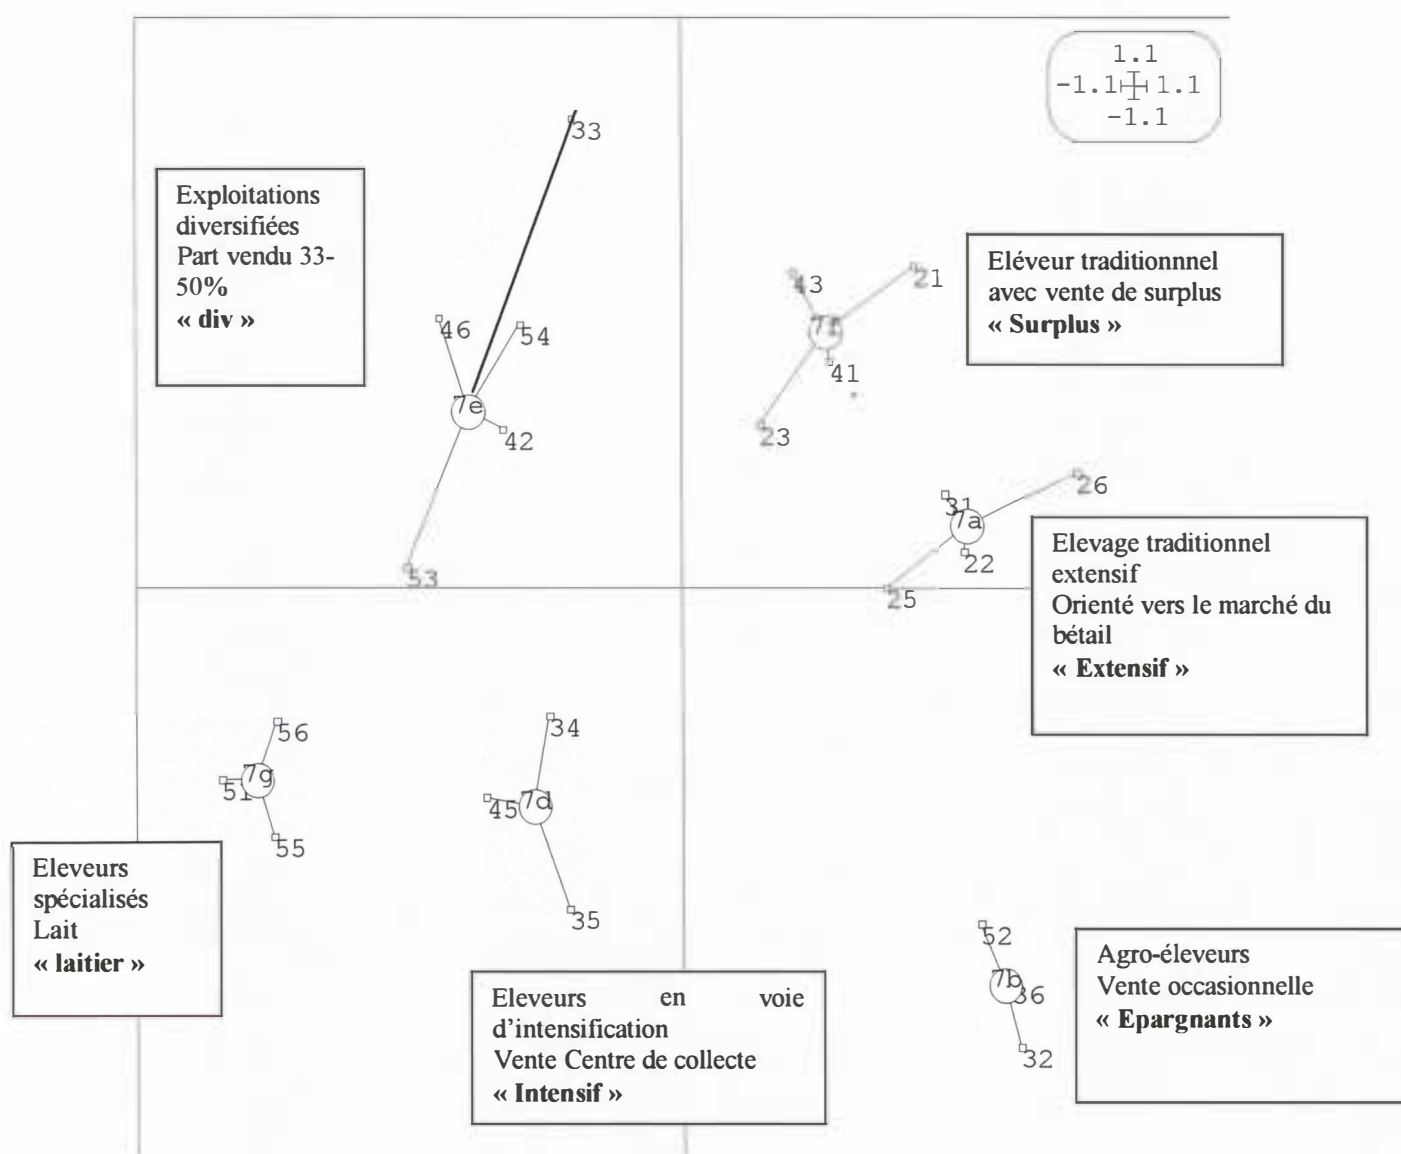 1.1
-1.1 1.1
-1.1
33
Exploitations
diversifiées
Part vendu 33-
50%
« div »
Eléveur traditionnnel
avec vente de surplus
« Surplus »
43
21
7f
41
23
46
54
7e
42
53
26
31
7a
22
25
Elevage traditionnel
extensif
Orienté vers le marché du
bétail
« Extensif »
56
7g
51
55
34
45
7d
35
Eleveurs
spécialisés
Lait
« laitier »
Eleveurs en voie
d'intensification
Vente Centre de collecte
« Intensif »
52
7b
36
32
Agro-éleveurs
Vente occasionnelle
« Epargnants »